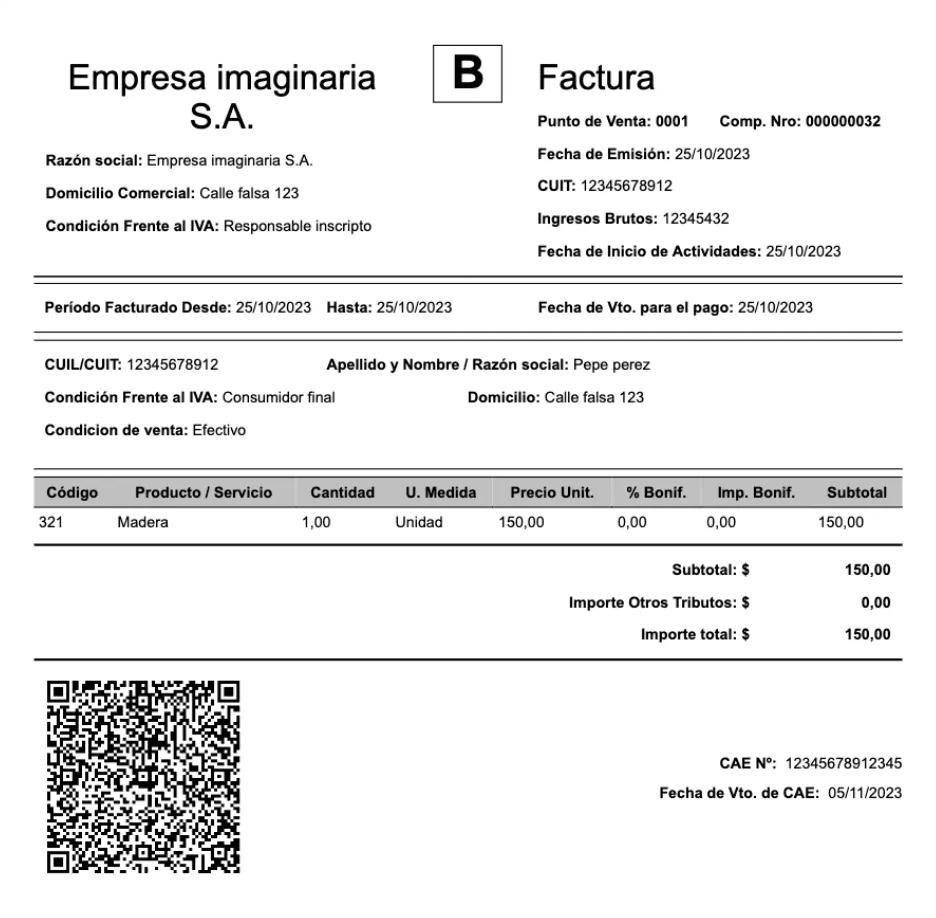 Empresa imaginaria
S.A.
Razón social: Empresa imaginaria S.A.
Domicilio Comercial: Calle falsa 123
Condición Frente al IVA: Responsable inscripto
B
Factura
Punto de Venta: 0001 Comp. Nro: 000000032
Fecha de Emisión: 25/10/2023
CUIT: 12345678912
Ingresos Brutos: 12345432
Fecha de Inicio de Actividades: 25/10/2023
Período Facturado Desde: 25/10/2023 Hasta: 25/10/2023 Fecha de Vto. para el pago: 25/10/2023
CUIL/CUIT: 12345678912 Apellido y Nombre / Razón social: Pepe perez
Condición Frente al IVA: Consumidor final Domicilio: Calle falsa 123
Condicion de venta: Efectivo
Código Producto / Servicio Cantidad U. Medida Precio Unit. % Bonif. Imp. Bonif. Subtotal
321 Madera 1,00 Unidad 150,00 0,00 0,00 150,00
Subtotal: $ 150,00
Importe Otros Tributos: $ 0,00
Importe total: $ 150,00
CAE Nº: 12345678912345
Fecha de Vto. de CAE: 05/11/2023